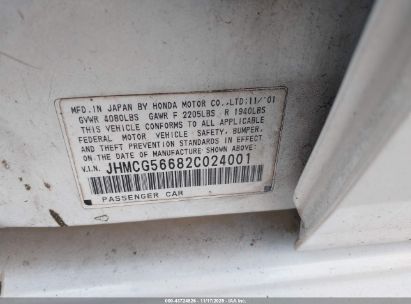 MFD.IN JAPAN BY HONDA MOTOR CO.,LTD:11/'01
GVWR 4080LBS GAWR F 2205LBS R 1940LBS
THIS VEHICLE CONFORMS TO ALL APPLICABLE
FEDERAL MOTOR VEHICLE SAFETY, BUMPER,
AND THEFT PREVENTION STANDARDS IN EFFECT
ON THE DATE OF MANUFACTURE SHOWN ABOVE.
V.I.N. JHMCG56682C024001
PASSENGER CAR